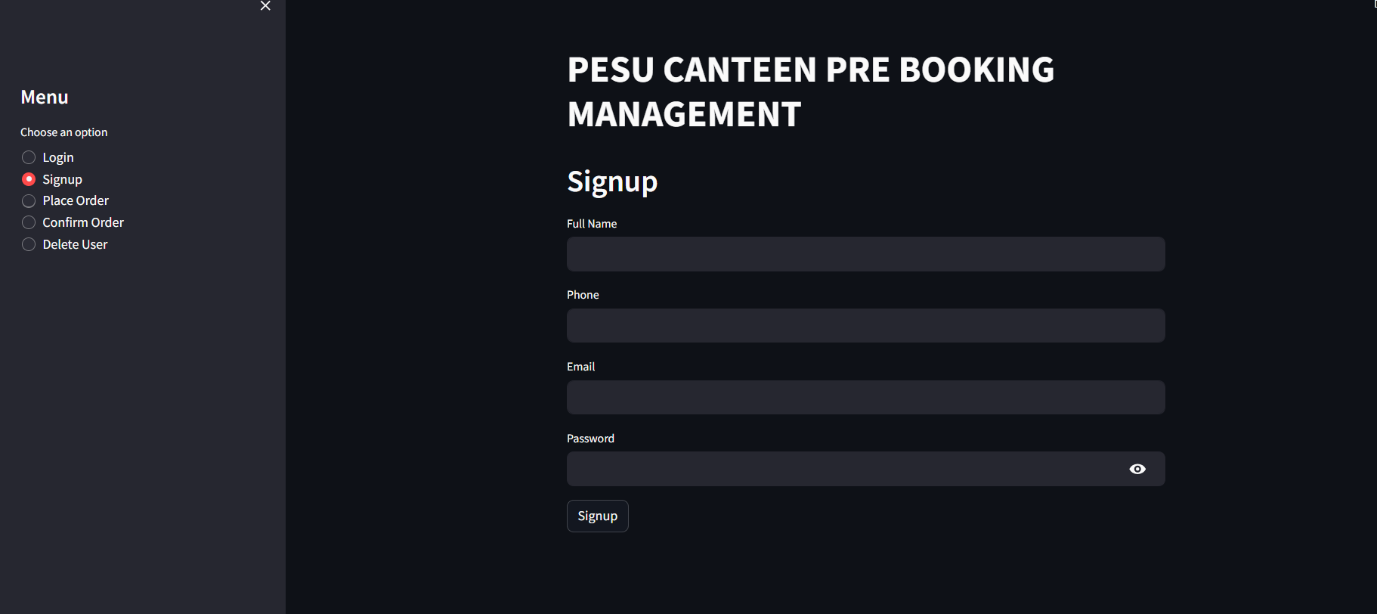 Menu
Choose an option
Login
Signup
Place Order
Confirm Order
Delete User
PESU CANTEEN PRE BOOKING
MANAGEMENT
Signup
Full Name
Phone
Email
Password
Signup